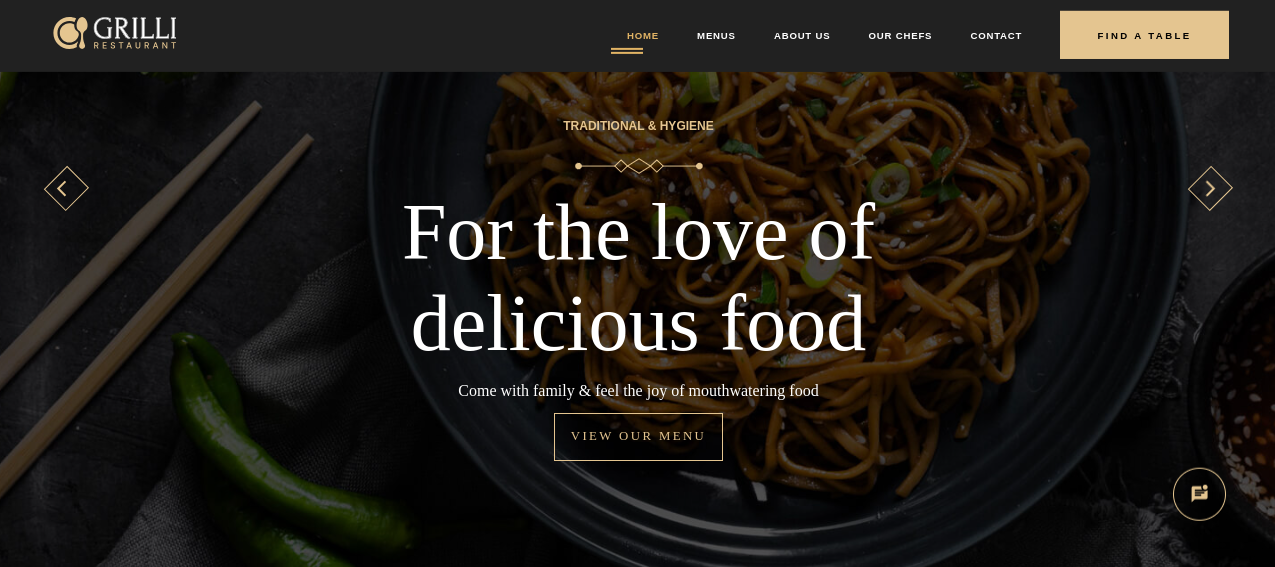 GRILLI
RESTAURANT
HOME MENUS ABOUT US OUR CHEFS CONTACT FIND A TABLE
TRADITIONAL & HYGIENE
For the love of
delicious food
Come with family & feel the joy of mouthwatering food
VIEW OUR MENU